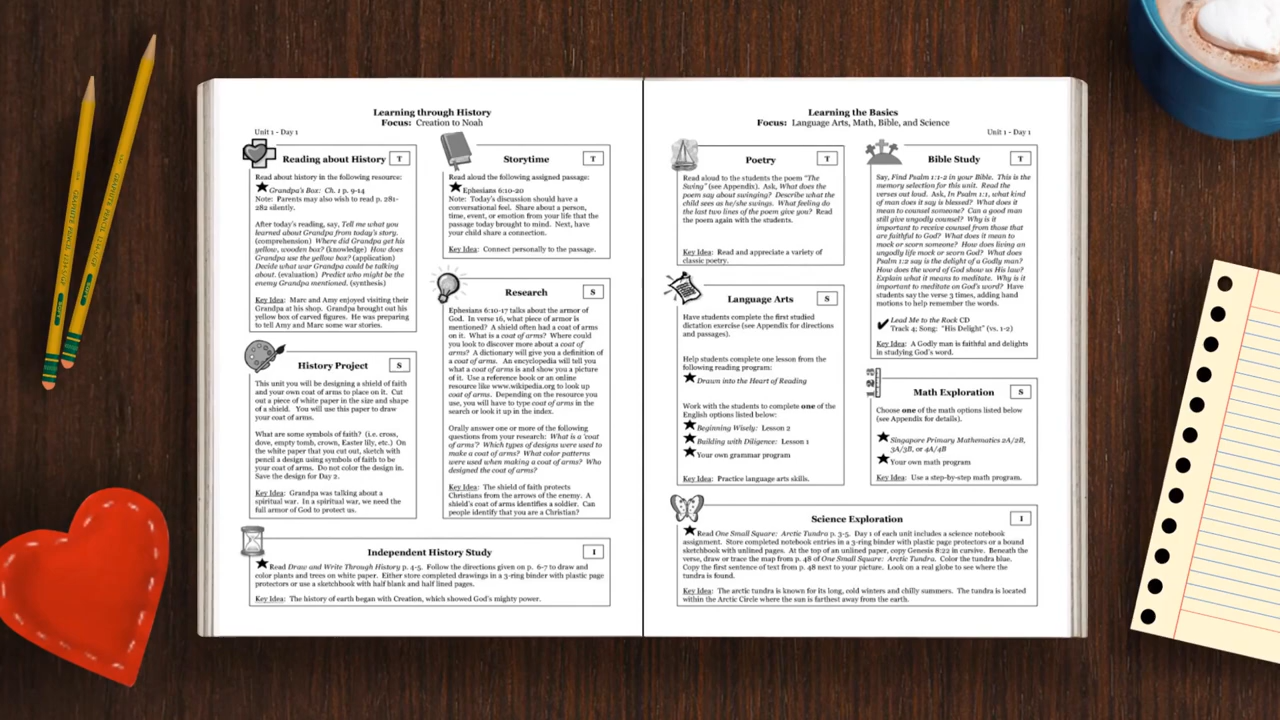 Learning through History
Focus: Creation to Noah
Unit 1 - Day 1
Reading about History T
Read about history in the following resource:
Grandpa's Box: Ch. 1 p. 9-14
Note: Parents may also wish to read p. 281-
282 silently.
After today's reading, say, Tell me what you
learned about Grandpa from today's story.
(comprehension) Where did Grandpa get his
yellow, wooden box? (knowledge) How does
Grandpa use the yellow box? (application)
Decide what war Grandpa could be talking
about. (evaluation) Predict who might be the
enemy Grandpa mentioned. (synthesis)
Key Idea: Marc and Amy enjoyed visiting their
Grandpa at his shop. Grandpa brought out his
yellow box of carved figures. He was preparing
to tell Amy and Marc some war stories.
History Project S
This unit you will be designing a shield of faith
and your own coat of arms to place on it. Cut
out a piece of white paper in the size and shape
of a shield. You will use this paper to draw
your coat of arms.
What are some symbols of faith? (i.e. cross,
dove, empty tomb, crown, Easter lily, etc.) On
the white paper that you cut out, sketch with
pencil a design using symbols of faith to be
your coat of arms. Do not color the design in.
Save the design for Day 2.
Key Idea: Grandpa was talking about a
spiritual war. In a spiritual war, we need the
full armor of God to protect us.
Storytime T
Read aloud the following assigned passage:
Ephesians 6:10-20
Note: Today's discussion should have a
conversational feel. Share about a person,
time, event, or emotion from your life that the
passage today brought to mind. Next, have
your child share a connection.
Key Idea: Connect personally to the passage.
Research S
Ephesians 6:10-17 talks about the armor of
God. In verse 16, what piece of armor is
mentioned? A shield often had a coat of arms
on it. What is a coat of arms? Where could
you look to discover more about a coat of
arms? A dictionary will give you a definition of
a coat of arms. An encyclopedia will tell you
what a coat of arms is and show you a picture
of it. Use a reference book or an online
resource like www.wikipedia.org to look up
coat of arms. Depending on the resource you
use, you will have to type coat of arms in the
search or look it up in the index.
Orally answer one or more of the following
questions from your research: What is a 'coat
of arms'? Which types of designs were used to
make a coat of arms? What color patterns
were used when making a coat of arms? Who
designed the coat of arms?
Key Idea: The shield of faith protects
Christians from the arrows of the enemy. A
shield's coat of arms identifies a soldier. Can
people identify that you are a Christian?
Independent History Study I
Read Draw and Write Through History p. 4-5. Follow the directions given on p. 6-7 to draw and
color plants and trees on white paper. Either store completed drawings in a 3-ring binder with plastic page
protectors or use a sketchbook with half blank and half lined pages.
Key Idea: The history of earth began with Creation, which showed God's mighty power.
Learning the Basics
Focus: Language Arts, Math, Bible, and Science
Unit 1 - Day 1
Poetry T
Read aloud to the students the poem "The
Swing" (see Appendix). Ask, What does the
poem say about swinging? Describe what the
child sees as he/she swings. What feeling do
the last two lines of the poem give you? Read
the poem again with the students.
Key Idea: Read and appreciate a variety of
classic poetry.
Language Arts S
Have students complete the first studied
dictation exercise (see Appendix for directions
and passages).
Help students complete one lesson from the
following reading program:
Drawn into the Heart of Reading
Work with the students to complete one of the
English options listed below:
Beginning Wisely: Lesson 2
Building with Diligence: Lesson 1
Your own grammar program
Key Idea: Practice language arts skills.
Bible Study T
Say, Find Psalm 1:1-2 in your Bible. This is the
memory selection for this unit. Read the
verses out loud. Ask, In Psalm 1:1, what kind
of man does it say is blessed? What does it
mean to counsel someone? Can a good man
still give ungodly counsel? Why is it
important to receive counsel from those that
are faithful to God? What does it mean to
mock or scorn someone? How does living an
ungodly life mock or scorn God? What does
Psalm 1:2 say is the delight of a Godly man?
How does the word of God show us His law?
Explain what it means to meditate. Why is it
important to meditate on God's word? Have
students say the verse 3 times, adding hand
motions to help remember the words.
Lead Me to the Rock CD
Track 4; Song: "His Delight" (vs. 1-2)
Key Idea: A Godly man is faithful and delights
in studying God's word.
Math Exploration S
Choose one of the math options listed below
(see Appendix for details).
Singapore Primary Mathematics 2A/2B,
3A/3B, or 4A/4B
Your own math program
Key Idea: Use a step-by-step math program.
Science Exploration I
Read One Small Square: Arctic Tundra p. 3-5. Day 1 of each unit includes a science notebook
assignment. Store completed notebook entries in a 3-ring binder with plastic page protectors or a bound
sketchbook with unlined pages. At the top of an unlined paper, copy Genesis 8:22 in cursive. Beneath the
verse, draw or trace the map from p. 48 of One Small Square: Arctic Tundra. Color the tundra blue.
Copy the first sentence of text from p. 48 next to your picture. Look on a real globe to see where the
tundra is found.
Key Idea: The arctic tundra is known for its long, cold winters and chilly summers. The tundra is located
within the Arctic Circle where the sun is farthest away from the earth.